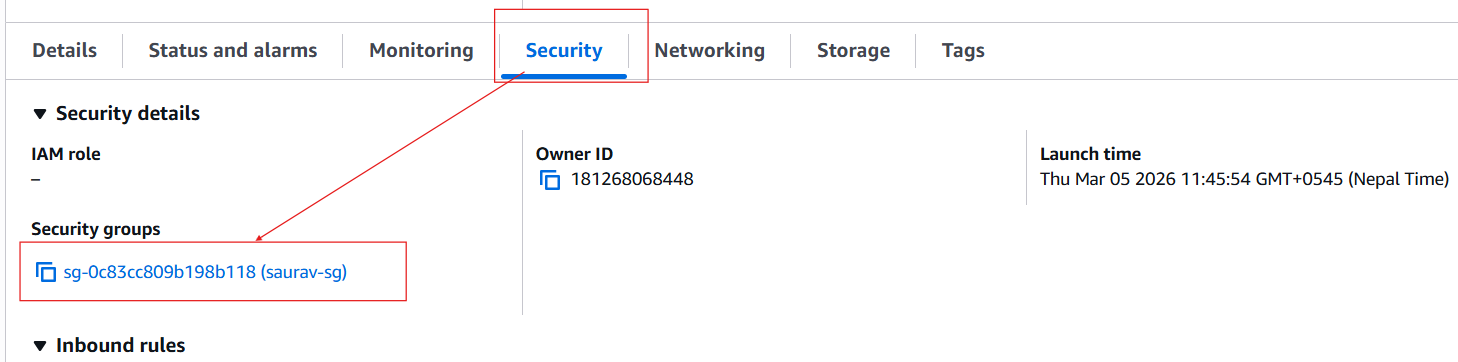 Details Status and alarms Monitoring Security Networking Storage Tags
Security details
IAM role
–
Owner ID
181268068448
Launch time
Thu Mar 05 2026 11:45:54 GMT+0545 (Nepal Time)
Security groups
sg-0c83cc809b198b118 (saurav-sg)
Inbound rules